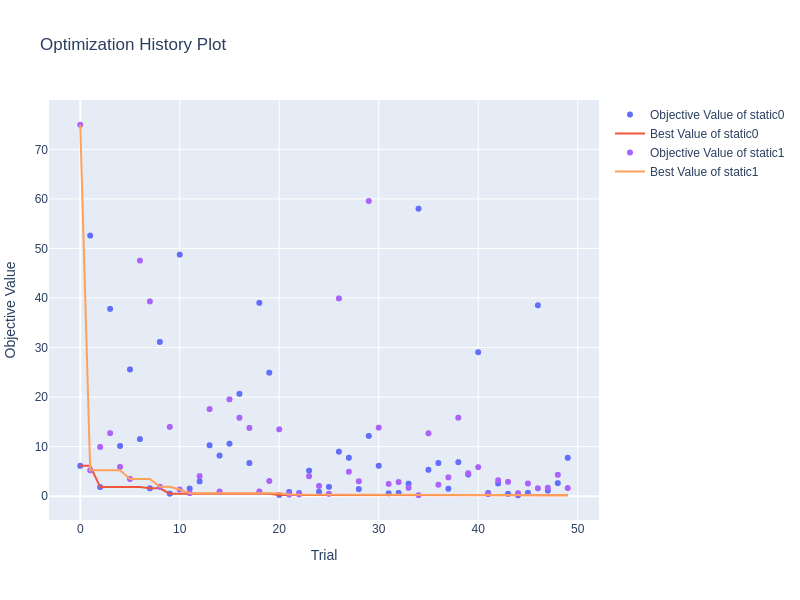 Optimization History Plot
Objective Value of static0
Best Value of static0
Objective Value of static1
Best Value of static1
Objective Value
70
60
50
40
30
20
10
0
0 10 20 30 40 50
Trial